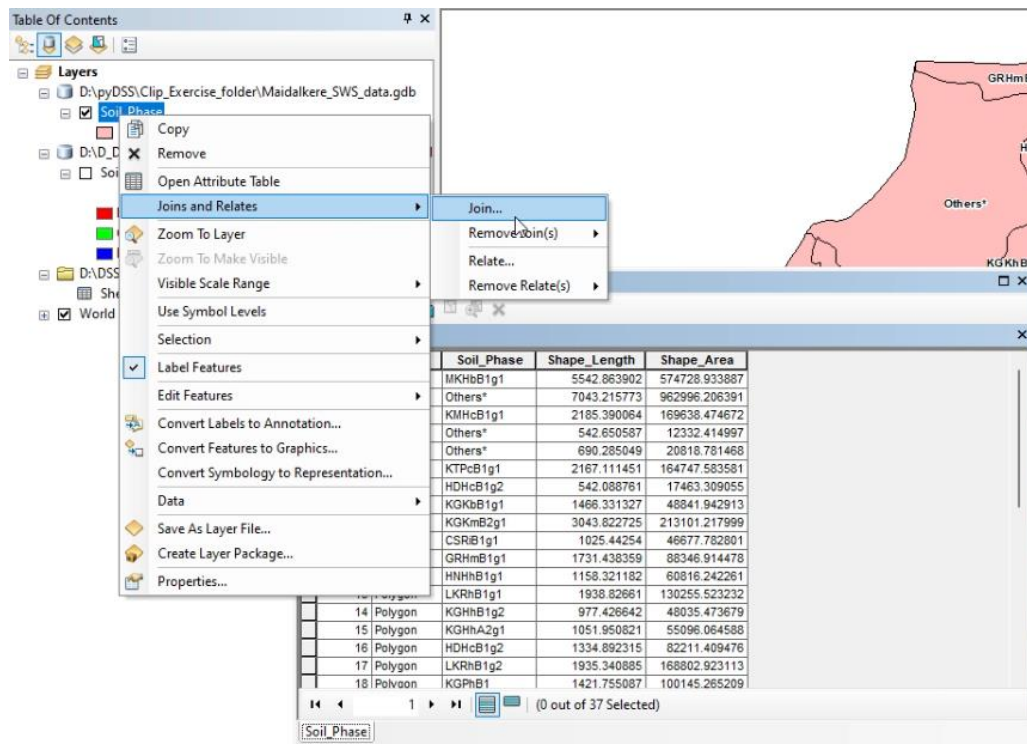 Table Of Contents
Layers
D:\pyDSS\Clip_Exercise_folder\Maidalkere_SWS_data.gdb
Soil_Phase
D:\D_D
Soi
D:\DSS
She
World
Copy
Remove
Open Attribute Table
Joins and Relates
Zoom To Layer
Zoom To Make Visible
Visible Scale Range
Use Symbol Levels
Selection
Label Features
Edit Features
Convert Labels to Annotation...
Convert Features to Graphics...
Convert Symbology to Representation...
Data
Save As Layer File...
Create Layer Package...
Properties...
Join...
Remove Join(s)
Relate...
Remove Relate(s)
GRHmB
Others*
KGKhB
Soil_Phase Shape_Length Shape_Area
MKHbB1g1 5542.863902 574728.933887
Others* 7043.215773 962996.206391
KMHcB1g1 2185.390064 169638.474672
Others* 542.650587 12332.414997
Others* 690.285049 20818.781468
KTPcB1g1 2167.111451 164747.583581
HDHcB1g2 542.088761 17463.309055
KGKbB1g1 1466.331327 48841.942913
KGKmB2g1 3043.822725 213101.217999
CSRiB1g1 1025.44254 46677.782801
GRHmB1g1 1731.438359 88346.914478
HNHhB1g1 1158.321182 60816.242261
13 Polygon LKRhB1g1 1938.82661 130255.523232
14 Polygon KGHhB1g2 977.426642 48035.473679
15 Polygon KGHhA2g1 1051.950821 55096.064588
16 Polygon HDHcB1g2 1334.892315 82211.409476
17 Polygon LKRhB1g2 1935.340885 168802.923113
18 Polygon KGPhB1 1421.755087 100145.265209
1 (0 out of 37 Selected)
Soil_Phase